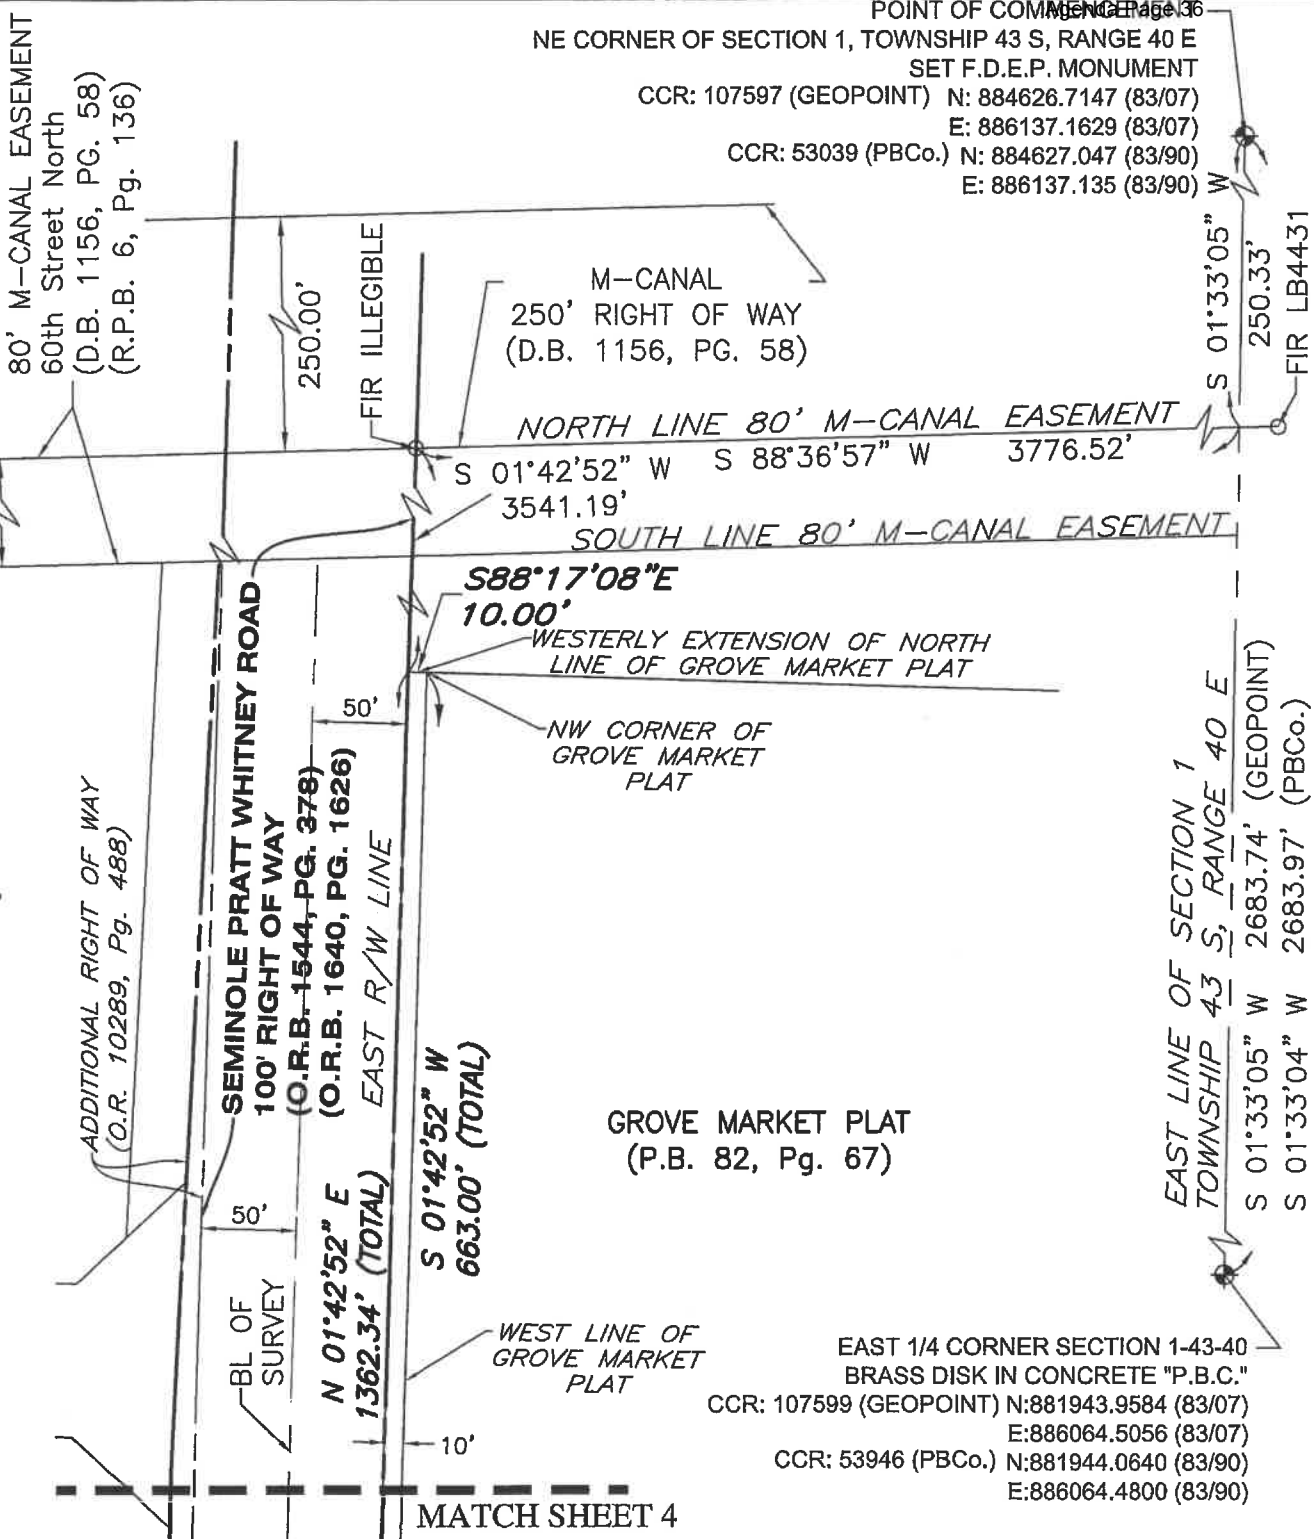 Agenda Page 36
POINT OF COMMENCEMENT
NE CORNER OF SECTION 1, TOWNSHIP 43 S, RANGE 40 E
SET F.D.E.P. MONUMENT
CCR: 107597 (GEOPOINT) N: 884626.7147 (83/07)
E: 886137.1629 (83/07)
CCR: 53039 (PBCo.) N: 884627.047 (83/90)
E: 886137.135 (83/90)
80' M-CANAL EASEMENT
60th Street North
(D.B. 1156, PG. 58)
(R.P.B. 6, Pg. 136)
250.00'
FIR ILLEGIBLE
M-CANAL
250' RIGHT OF WAY
(D.B. 1156, PG. 58)
S 01°33'05" W
250.33'
FIR LB4431
NORTH LINE 80' M-CANAL EASEMENT
S 88°36'57" W 3776.52'
S 01°42'52" W
3541.19'
SOUTH LINE 80' M-CANAL EASEMENT
S88°17'08"E
10.00'
WESTERLY EXTENSION OF NORTH
LINE OF GROVE MARKET PLAT
50'
NW CORNER OF
GROVE MARKET
PLAT
ADDITIONAL RIGHT OF WAY
(O.R. 10289, Pg. 488)
SEMINOLE PRATT WHITNEY ROAD
100' RIGHT OF WAY
(O.R.B. 1544, PG. 378)
(O.R.B. 1640, PG. 1626)
EAST R/W LINE
EAST LINE OF SECTION 1
TOWNSHIP 43 S, RANGE 40 E
S 01°33'05" W 2683.74' (GEOPOINT)
S 01°33'04" W 2683.97' (PBCo.)
GROVE MARKET PLAT
(P.B. 82, Pg. 67)
50'
N 01°42'52" E
1362.34' (TOTAL)
S 01°42'52" W
663.00' (TOTAL)
BL OF
SURVEY
WEST LINE OF
GROVE MARKET
PLAT
10'
EAST 1/4 CORNER SECTION 1-43-40
BRASS DISK IN CONCRETE "P.B.C."
CCR: 107599 (GEOPOINT) N:881943.9584 (83/07)
E:886064.5056 (83/07)
CCR: 53946 (PBCo.) N:881944.0640 (83/90)
E:886064.4800 (83/90)
MATCH SHEET 4